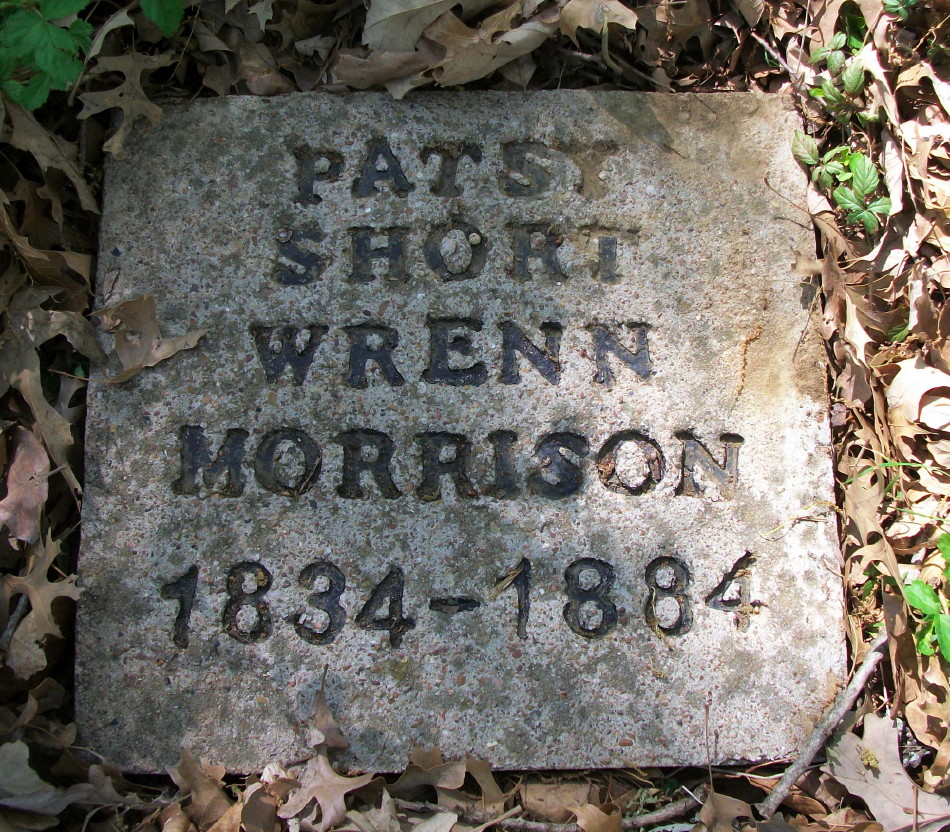 PATSY
SHORT
WRENN
MORRISON
1834-1884